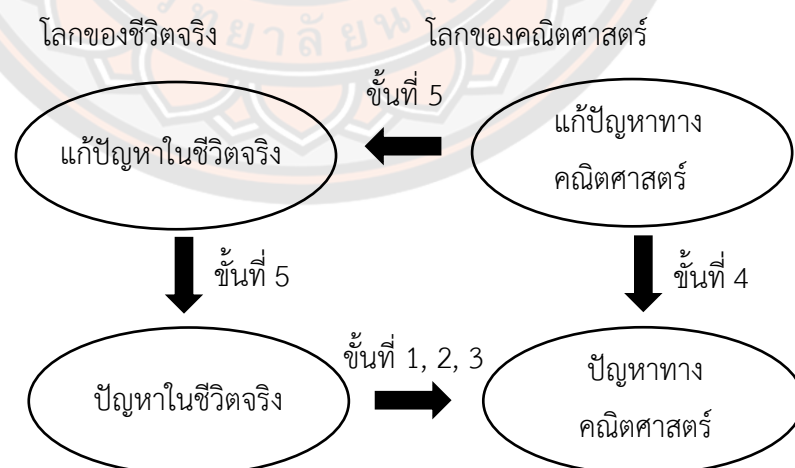 โลกของชีวิตจริง
โลกของคณิตศาสตร์
ขั้นที่ 5
แก้ปัญหาในชีวิตจริง
แก้ปัญหาทาง
คณิตศาสตร์
ขั้นที่ 5
ขั้นที่ 4
ขั้นที่ 1, 2, 3
ปัญหาในชีวิตจริง
ปัญหาทาง
คณิตศาสตร์